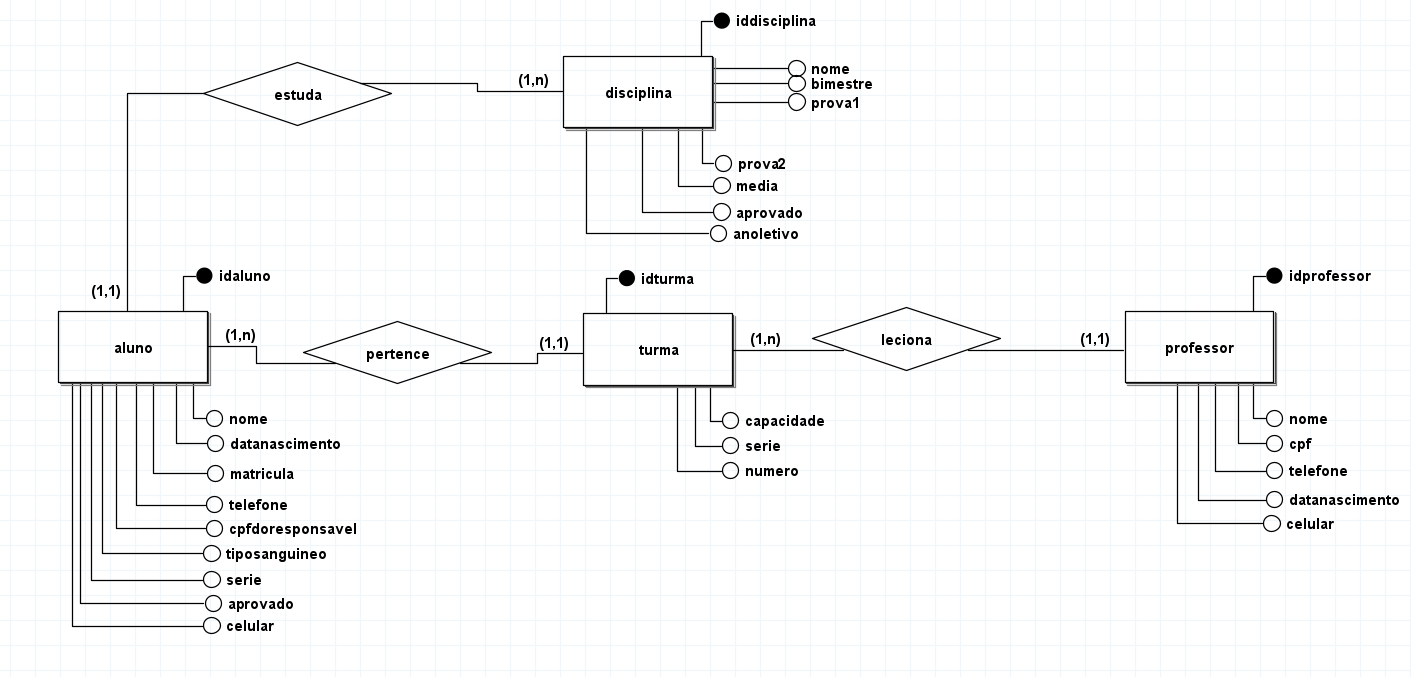 iddisciplina
nome
bimestre
prova1
(1,n)
disciplina
estuda
prova2
media
aprovado
anoletivo
(1,1)
idaluno
aluno
(1,n)
pertence
(1,1)
idturma
turma
(1,n)
leciona
(1,1)
idprofessor
professor
nome
datanascimento
matricula
telefone
cpfdoresponsavel
tiposanguineo
serie
aprovado
celular
capacidade
serie
numero
nome
cpf
telefone
datanascimento
celular